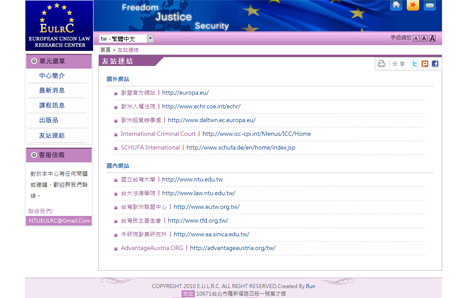 EULRC
EUROPEAN UNION LAW
RESEARCH CENTER
Freedom
Justice
Security
tw - 繁體中文
字級選擇 A A A
首頁 > 友站連結
單元選單
中心簡介
最新消息
課程訊息
出版品
友站連結
客服信箱
對於本中心有任何問題
或建議，歡迎與我們聯
絡。
聯絡我們/
NTUEULRC@Gmail.Com
友站連結
分享
國外網站
歐盟官方網站 | http://europa.eu/
歐洲人權法院 | http://www.echr.coe.int/echr/
歐洲經貿辦事處 | http://www.deltwn.ec.europa.eu/
International Criminal Court | http://www.icc-cpi.int/Menus/ICC/Home
SCHUFA International | http://www.schufa.de/en/home/index.jsp
國內網站
國立台灣大學 | http://www.ntu.edu.tw
台大法律學院 | http://www.law.ntu.edu.tw/
台灣歐洲聯盟中心 | http://www.eutw.org.tw/
台灣民主基金會 | http://www.tfd.org.tw/
中研院歐美研究所 | http://www.ea.sinica.edu.tw/
AdvantageAustria.ORG | http://advantageaustria.org/tw/
COPYRIGHT 2010 E.U.L.R.C. ALL RIGHT RESERVED.Created By ifun
地址 10671台北市羅斯福路四段一號萬才館